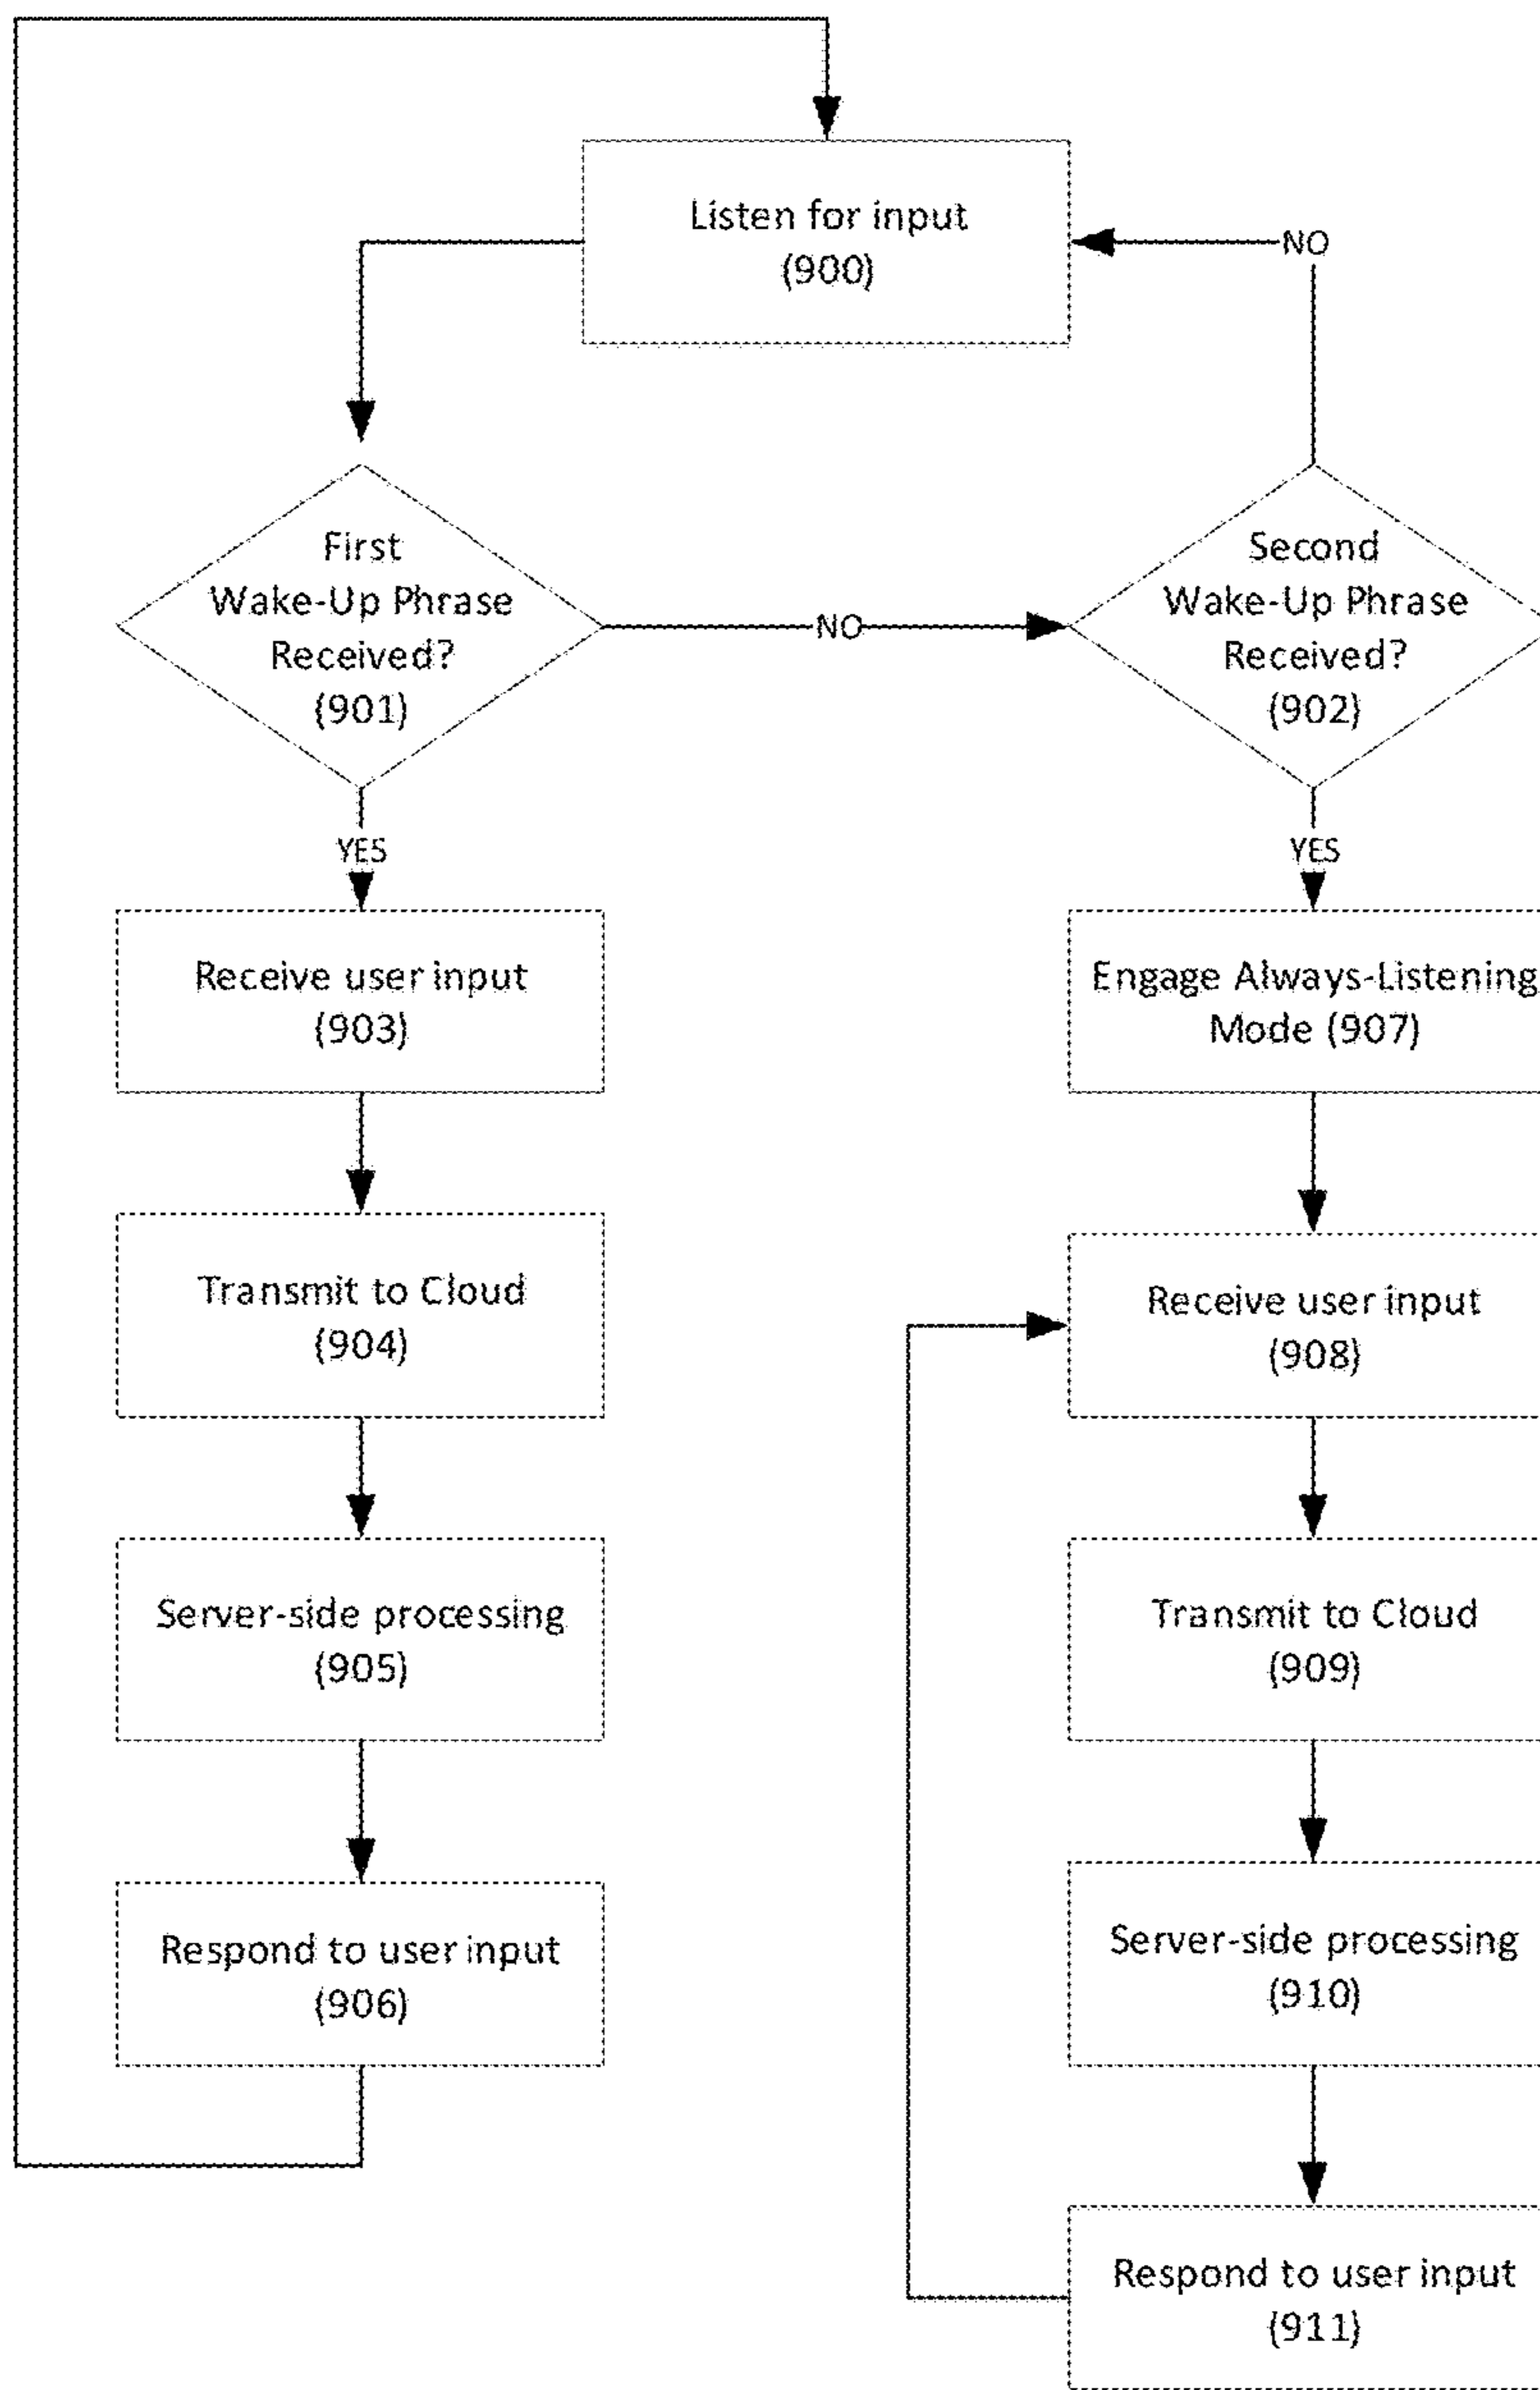 Listen for input
(900)
NO
First
Wake-Up Phrase
Received?
(901)
NO
Second
Wake-Up Phrase
Received?
(902)
YES
YES
Receive user input
(903)
Engage Always-Listening
Mode (907)
Transmit to Cloud
(904)
Receive user input
(908)
Server-side processing
(905)
Transmit to Cloud
(909)
Respond to user input
(906)
Server-side processing
(910)
Respond to user input
(911)